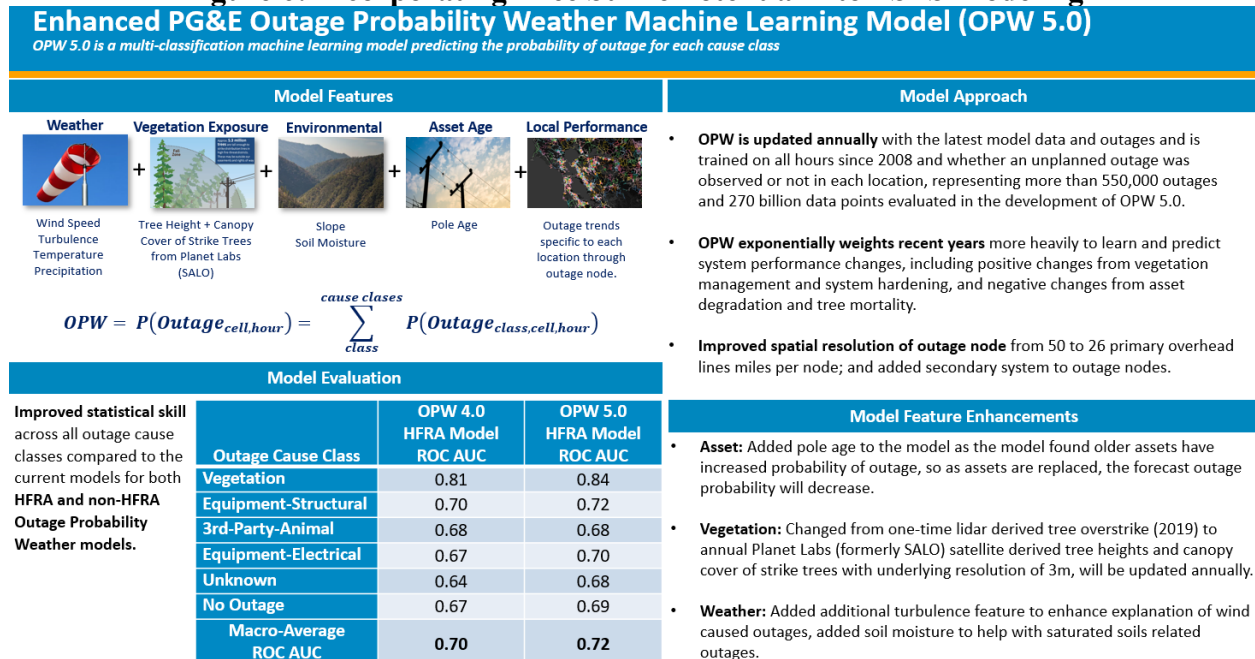 Enhanced PG&E Outage Probability Weather Machine Learning Model (OPW 5.0)
OPW 5.0 is a multi-classification machine learning model predicting the probability of outage for each cause class
Model Features
Weather
Vegetation Exposure
Environmental
Asset Age
Local Performance
+
+
+
+
Wind Speed
Turbulence
Temperature
Precipitation
Tree Height + Canopy
Cover of Strike Trees
from Planet Labs
(SALO)
Slope
Soil Moisture
Pole Age
Outage trends
specific to each
location through
outage node.
cause clases
OPW = P(Outage cell,hour) = ∑ P(Outage class,cell,hour)
class
Model Evaluation
Improved statistical skill
across all outage cause
classes compared to the
current models for both
HFRA and non-HFRA
Outage Probability
Weather models.
Outage Cause Class OPW 4.0 HFRA Model ROC AUC OPW 5.0 HFRA Model ROC AUC
Vegetation 0.81 0.84
Equipment-Structural 0.70 0.72
3rd-Party-Animal 0.68 0.68
Equipment-Electrical 0.67 0.70
Unknown 0.64 0.68
No Outage 0.67 0.69
Macro-Average ROC AUC 0.70 0.72
Model Approach
• OPW is updated annually with the latest model data and outages and is
trained on all hours since 2008 and whether an unplanned outage was
observed or not in each location, representing more than 550,000 outages
and 270 billion data points evaluated in the development of OPW 5.0.
• OPW exponentially weights recent years more heavily to learn and predict
system performance changes, including positive changes from vegetation
management and system hardening, and negative changes from asset
degradation and tree mortality.
• Improved spatial resolution of outage node from 50 to 26 primary overhead
lines miles per node; and added secondary system to outage nodes.
Model Feature Enhancements
• Asset: Added pole age to the model as the model found older assets have
increased probability of outage, so as assets are replaced, the forecast outage
probability will decrease.
• Vegetation: Changed from one-time lidar derived tree overstrike (2019) to
annual Planet Labs (formerly SALO) satellite derived tree heights and canopy
cover of strike trees with underlying resolution of 3m, will be updated annually.
• Weather: Added additional turbulence feature to enhance explanation of wind
caused outages, added soil moisture to help with saturated soils related
outages.